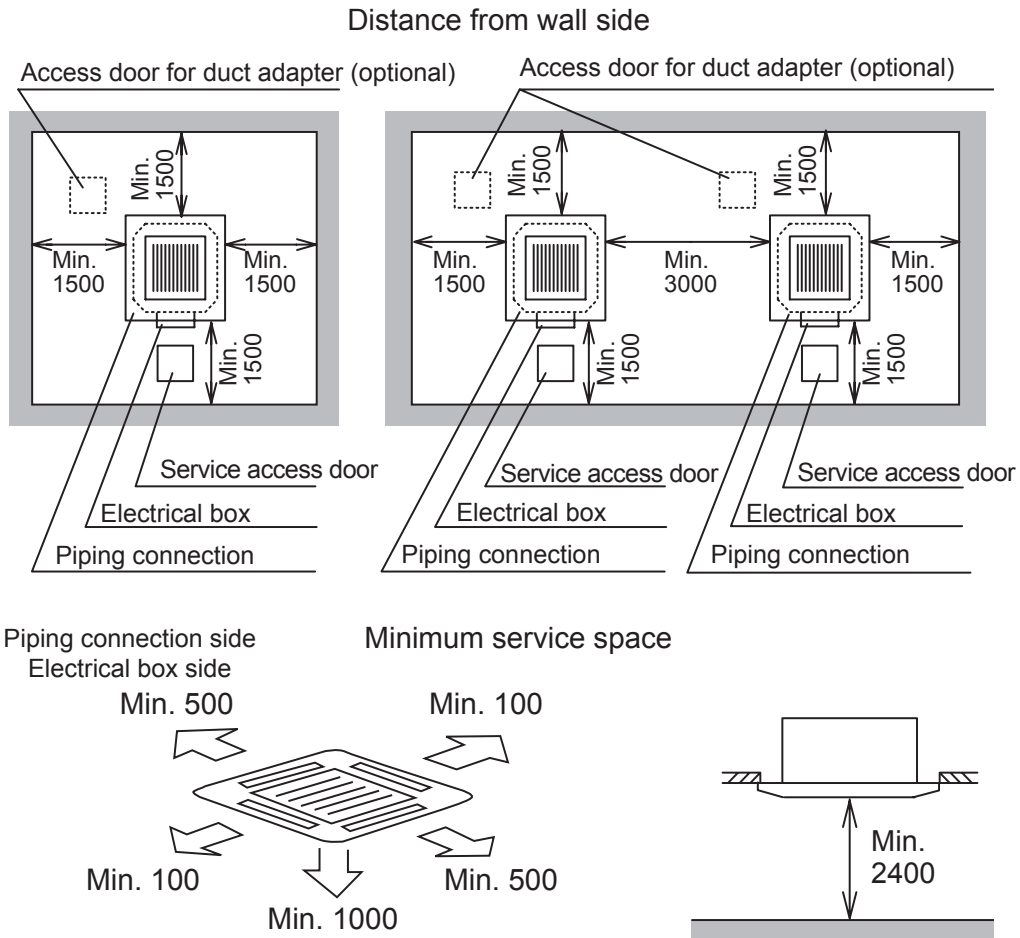 Distance from wall side
Access door for duct adapter (optional)
Access door for duct adapter (optional)
Min.
1500
Min.
1500
Min.
1500
Min.
1500
Min.
1500
Min.
1500
Min.
3000
Min.
1500
Min.
1500
Min.
1500
Min.
1500
Min.
1500
Service access door
Service access door
Service access door
Electrical box
Electrical box
Electrical box
Piping connection
Piping connection
Piping connection
Piping connection side
Electrical box side
Minimum service space
Min. 500
Min. 100
Min. 100
Min. 500
Min. 1000
Min.
2400